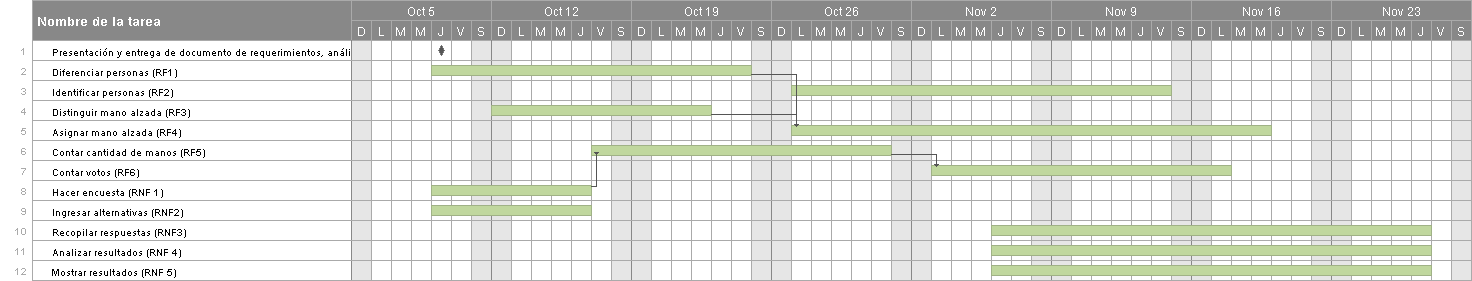 Nombre de la tarea
Oct 5 Oct 12 Oct 19 Oct 26 Nov 2 Nov 9 Nov 16 Nov 23
D L M M J V S D L M M J V S D L M M J V S D L M M J V S D L M M J V S D L M M J V S D L M M J V S D L M M J V S
1 Presentación y entrega de documento de requerimientos, análi
2 Diferenciar personas (RF1)
3 Identificar personas (RF2)
4 Distinguir mano alzada (RF3)
5 Asignar mano alzada (RF4)
6 Contar cantidad de manos (RF5)
7 Contar votos (RF6)
8 Hacer encuesta (RNF 1)
9 Ingresar alternativas (RNF2)
10 Recopilar respuestas (RNF3)
11 Analizar resultados (RNF 4)
12 Mostrar resultados (RNF 5)